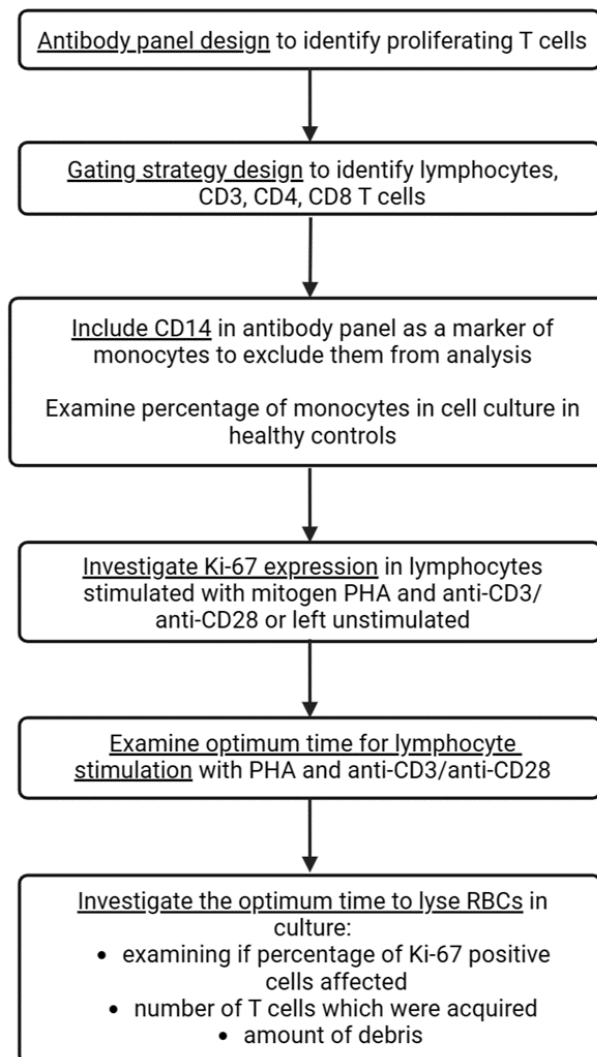 Antibody panel design to identify proliferating T cells
Gating strategy design to identify lymphocytes,
CD3, CD4, CD8 T cells
Include CD14 in antibody panel as a marker of
monocytes to exclude them from analysis
Examine percentage of monocytes in cell culture in
healthy controls
Investigate Ki-67 expression in lymphocytes
stimulated with mitogen PHA and anti-CD3/
anti-CD28 or left unstimulated
Examine optimum time for lymphocyte
stimulation with PHA and anti-CD3/anti-CD28
Investigate the optimum time to lyse RBCs in
culture:
• examining if percentage of Ki-67 positive
cells affected
• number of T cells which were acquired
• amount of debris